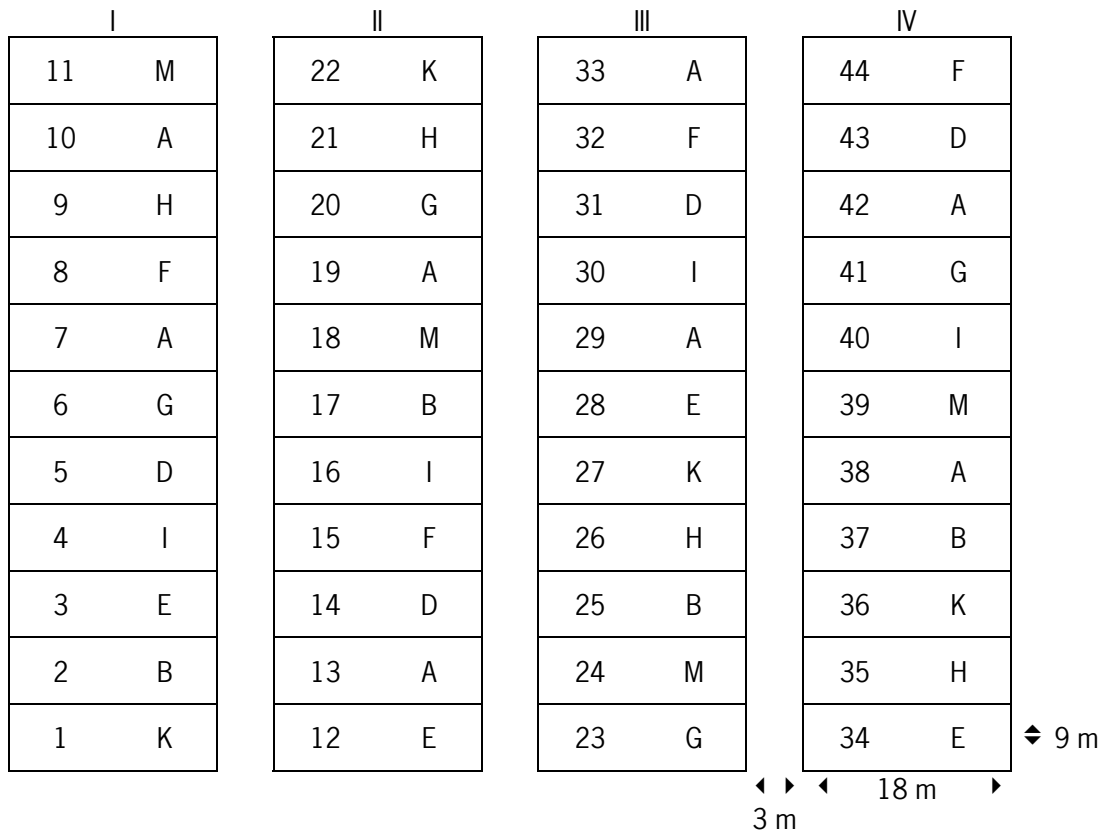 I II III IV
11 M 22 K 33 A 44 F
10 A 21 H 32 F 43 D
9 H 20 G 31 D 42 A
8 F 19 A 30 I 41 G
7 A 18 M 29 A 40 I
6 G 17 B 28 E 39 M
5 D 16 I 27 K 38 A
4 I 15 F 26 H 37 B
3 E 14 D 25 B 36 K
2 B 13 A 24 M 35 H
1 K 12 E 23 G 34 E 9 m
18 m
3 m